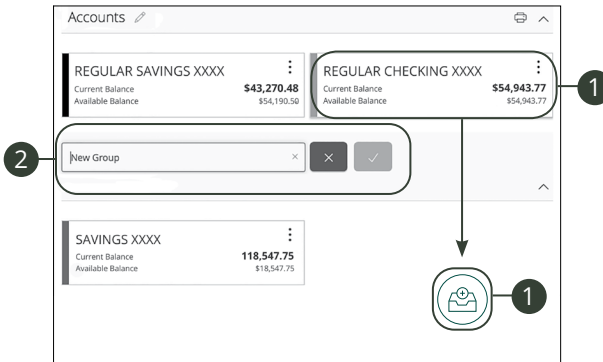 Accounts
REGULAR SAVINGS XXXX
Current Balance $43,270.48
Available Balance $54,190.50
REGULAR CHECKING XXXX
Current Balance $54,943.77
Available Balance $54,943.77
1
2
New Group
SAVINGS XXXX
Current Balance 118,547.75
Available Balance $18,547.75
1